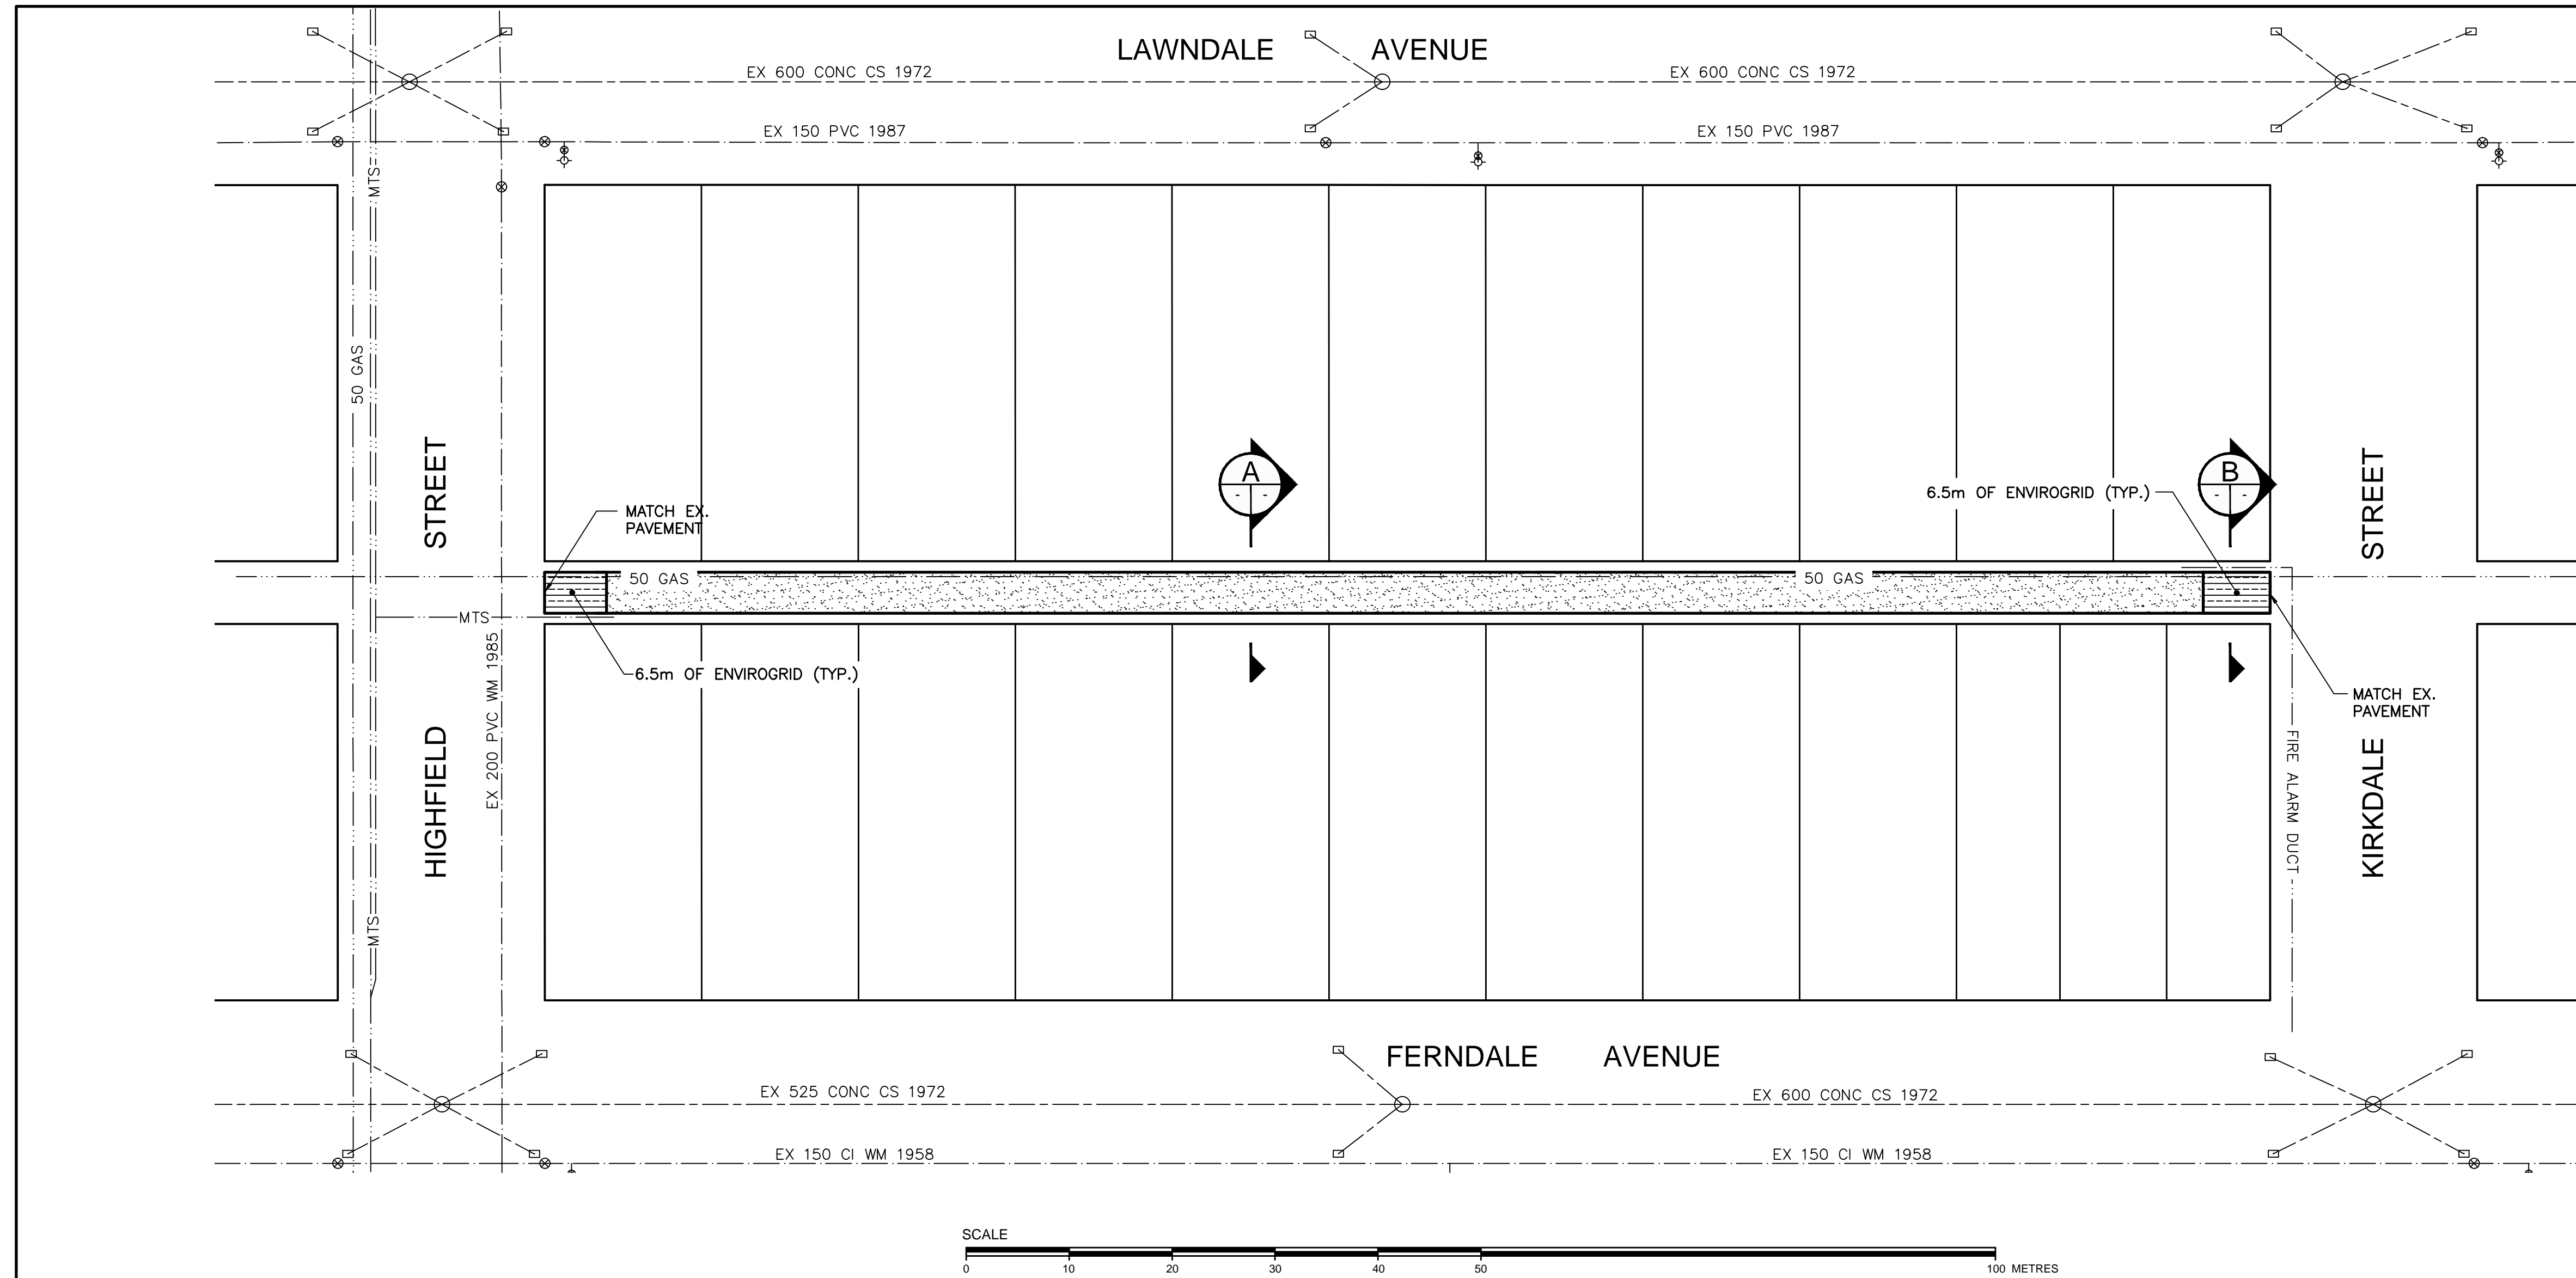 LAWNDALE AVENUE
EX 600 CONC CS 1972
EX 600 CONC CS 1972
EX 150 PVC 1987
EX 150 PVC 1987
MTS
50 GAS
STREET
MATCH EX.
PAVEMENT
A
- -
6.5m OF ENVIROGRID (TYP.)
B
- -
STREET
50 GAS
50 GAS
MTS
EX 200 PVC WM 1985
6.5m OF ENVIROGRID (TYP.)
MATCH EX.
PAVEMENT
HIGHFIELD
FIRE ALARM DUCT
KIRKDALE
MTS
FERNDALE AVENUE
EX 525 CONC CS 1972
EX 600 CONC CS 1972
EX 150 CI WM 1958
EX 150 CI WM 1958
SCALE
0 10 20 30 40 50 100 METRES